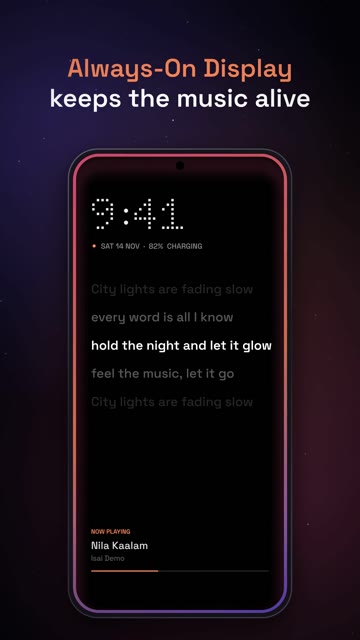 Always-On Display
keeps the music alive
9:41
SAT 14 NOV · 82% CHARGING
City lights are fading slow
every word is all I know
hold the night and let it glow
feel the music, let it go
City lights are fading slow
NOW PLAYING
Nila Kaalam
Isai Demo